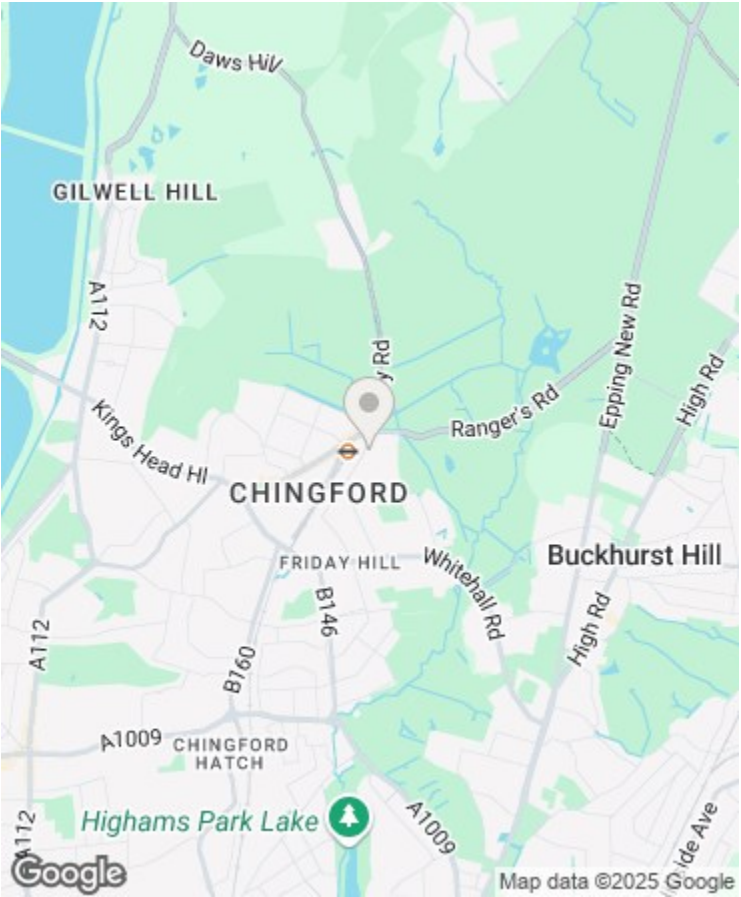 Daws Hill
GILWELL HILL
A112
y Rd
Epping New Rd
High Rd
Ranger's Rd
Kings Head Hl
CHINGFORD
FRIDAY HILL
Whitehall Rd
Buckhurst Hill
B146
High Rd
A112
B160
A1009
CHINGFORD
HATCH
Highams Park Lake
A1009
A112
side Ave
Google
Map data ©2025 Google